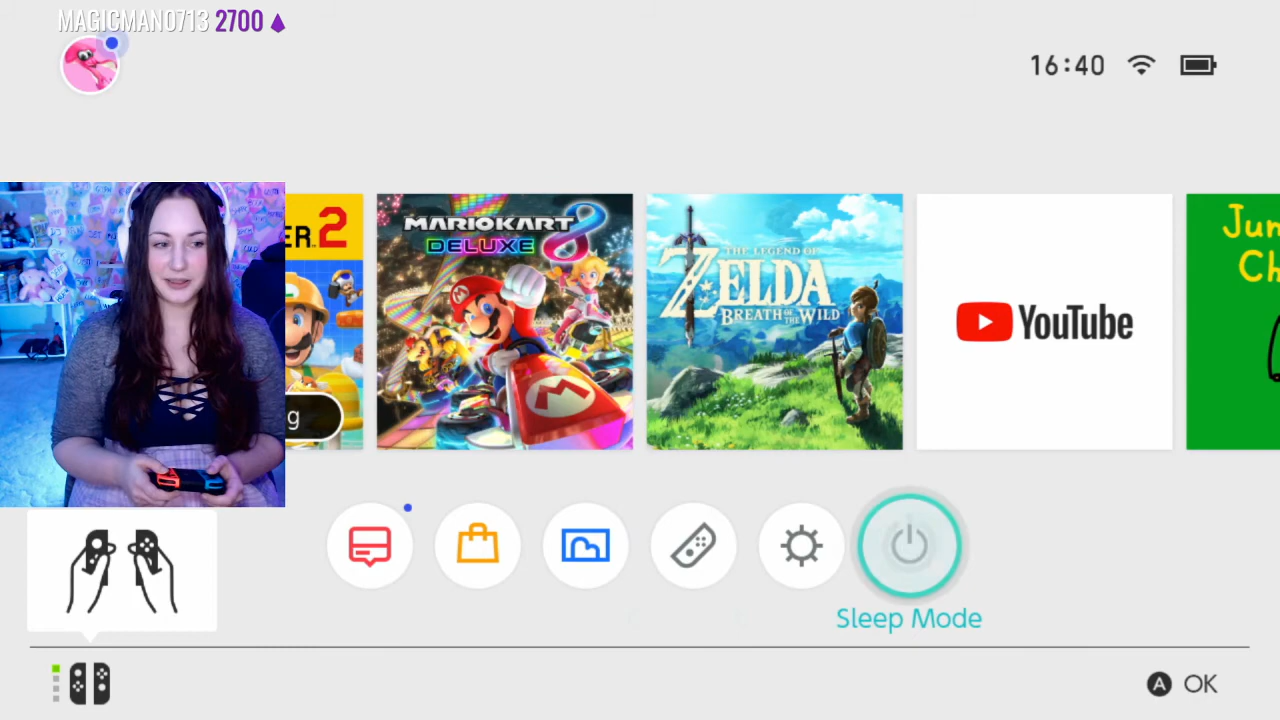 MAGICMAN0713 2700
16:40
ER 2
MARIOKART 8
DELUXE
THE LEGEND OF
ZELDA
BREATH OF THE WILD
YouTube
Jun
Ch
g
Sleep Mode
A OK